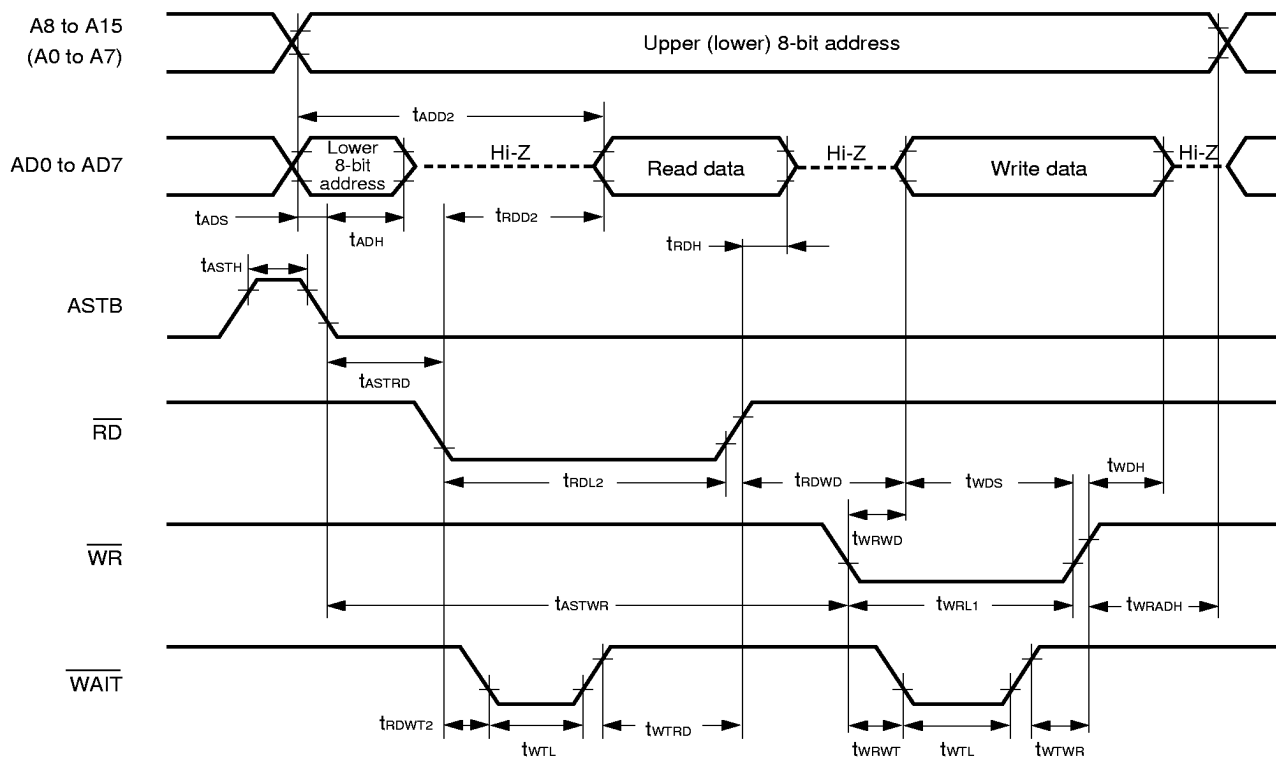 A8 to A15
(A0 to A7)
Upper (lower) 8-bit address
tADD2
AD0 to AD7
Lower
8-bit
address
Hi-Z
Read data
Hi-Z
Write data
Hi-Z
tADS
tADH
tRDD2
tRDH
tASTH
ASTB
tASTRD
RD
tRDL2
tRDWD
tWDS
tWDH
tWRWD
WR
tASTWR
tWRL1
tWRADH
WAIT
tRDWT2
tWTL
tWTRD
tWRWT
tWTL
tWTWR